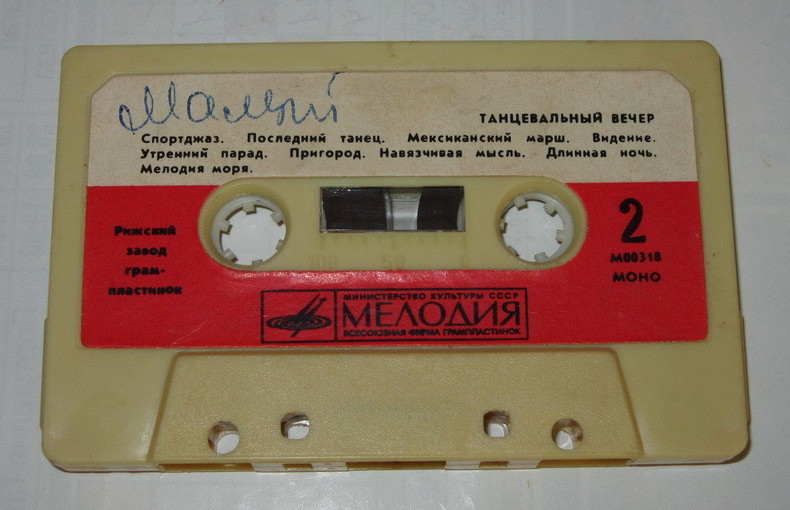 Малыш
ТАНЦЕВАЛЬНЫЙ ВЕЧЕР
Спортджаз. Последний танец. Мексиканский марш. Видение.
Утренний парад. Пригород. Навязчивая мысль. Длинная ночь.
Мелодия моря.
Рижский
завод
грам-
пластинок
2
М00318
МОНО
МИНИСТЕРСТВО КУЛЬТУРЫ СССР
МЕЛОДИЯ
ВСЕСОЮЗНАЯ ФИРМА ГРАМПЛАСТИНОК